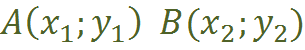 A(x₁; y₁) B(x₂; y₂)